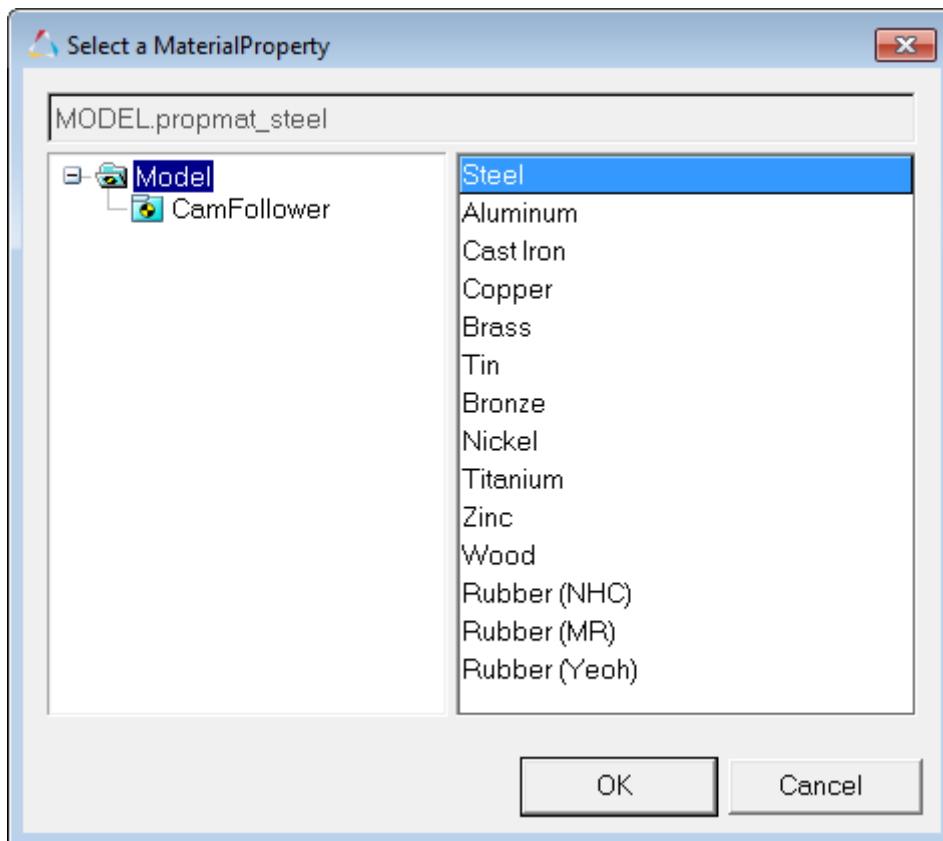 Select a MaterialProperty
MODEL.propmat_steel
Model
CamFollower
Steel
Aluminum
Cast Iron
Copper
Brass
Tin
Bronze
Nickel
Titanium
Zinc
Wood
Rubber (NHC)
Rubber (MR)
Rubber (Yeoh)
OK
Cancel